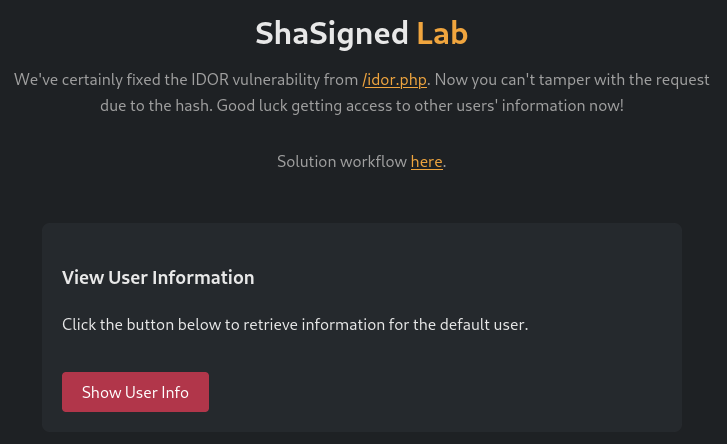 ShaSigned Lab
We've certainly fixed the IDOR vulnerability from /idor.php. Now you can't tamper with the request
due to the hash. Good luck getting access to other users' information now!
Solution workflow here.
View User Information
Click the button below to retrieve information for the default user.
Show User Info